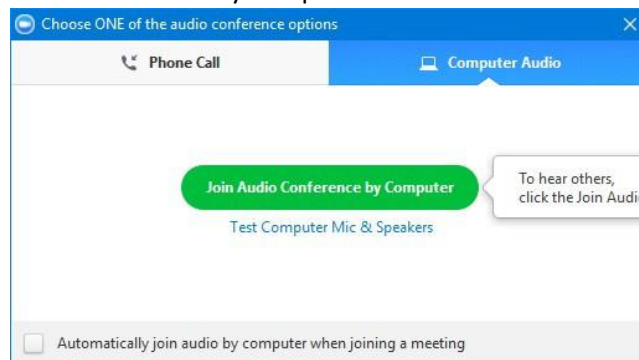 Choose ONE of the audio conference options
Phone Call
Computer Audio
Join Audio Conference by Computer
To hear others,
click the Join Audi
Test Computer Mic & Speakers
Automatically join audio by computer when joining a meeting